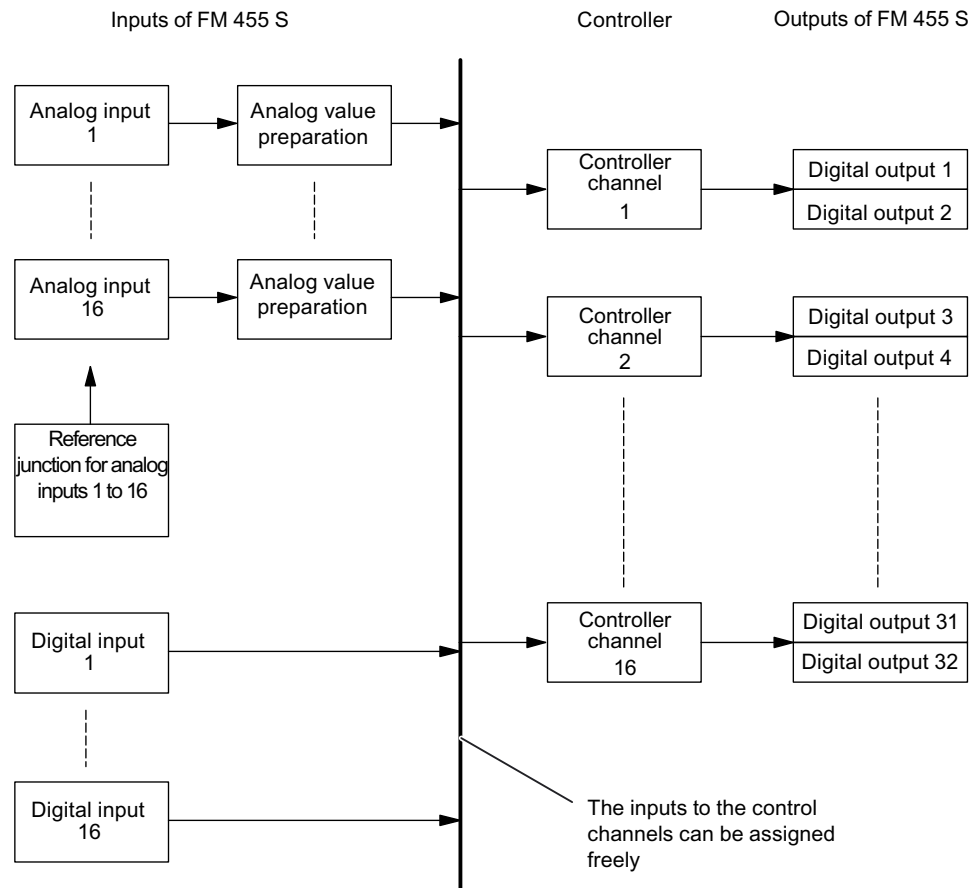 Inputs of FM 455 S
Controller
Outputs of FM 455 S
Analog input
1
Analog value
preparation
Analog input
16
Analog value
preparation
Reference
junction for analog
inputs 1 to 16
Digital input
1
Digital input
16
Controller
channel
1
Digital output 1
Digital output 2
Controller
channel
2
Digital output 3
Digital output 4
Controller
channel
16
Digital output 31
Digital output 32
The inputs to the control
channels can be assigned
freely